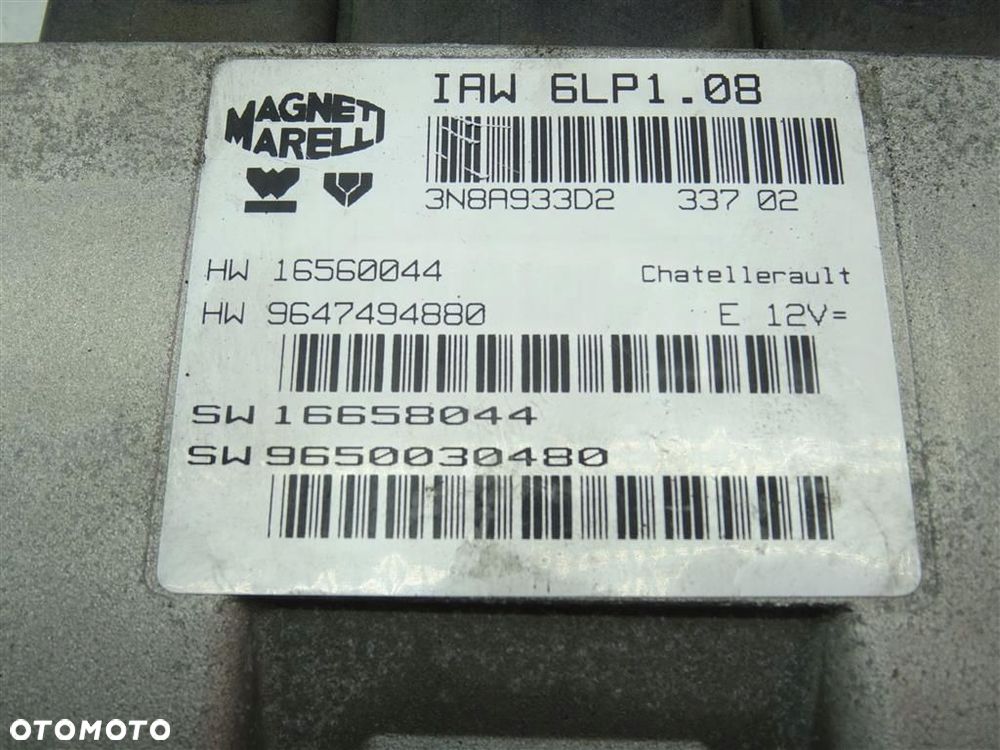 IAW 6LP1.08
MAGNETI
MARELLI
3N8A933D2 337 02
HW 16560044 Chatellerault
HW 9647494880 E 12V=
SW 16658044
SW 9650030480
OTOMOTO